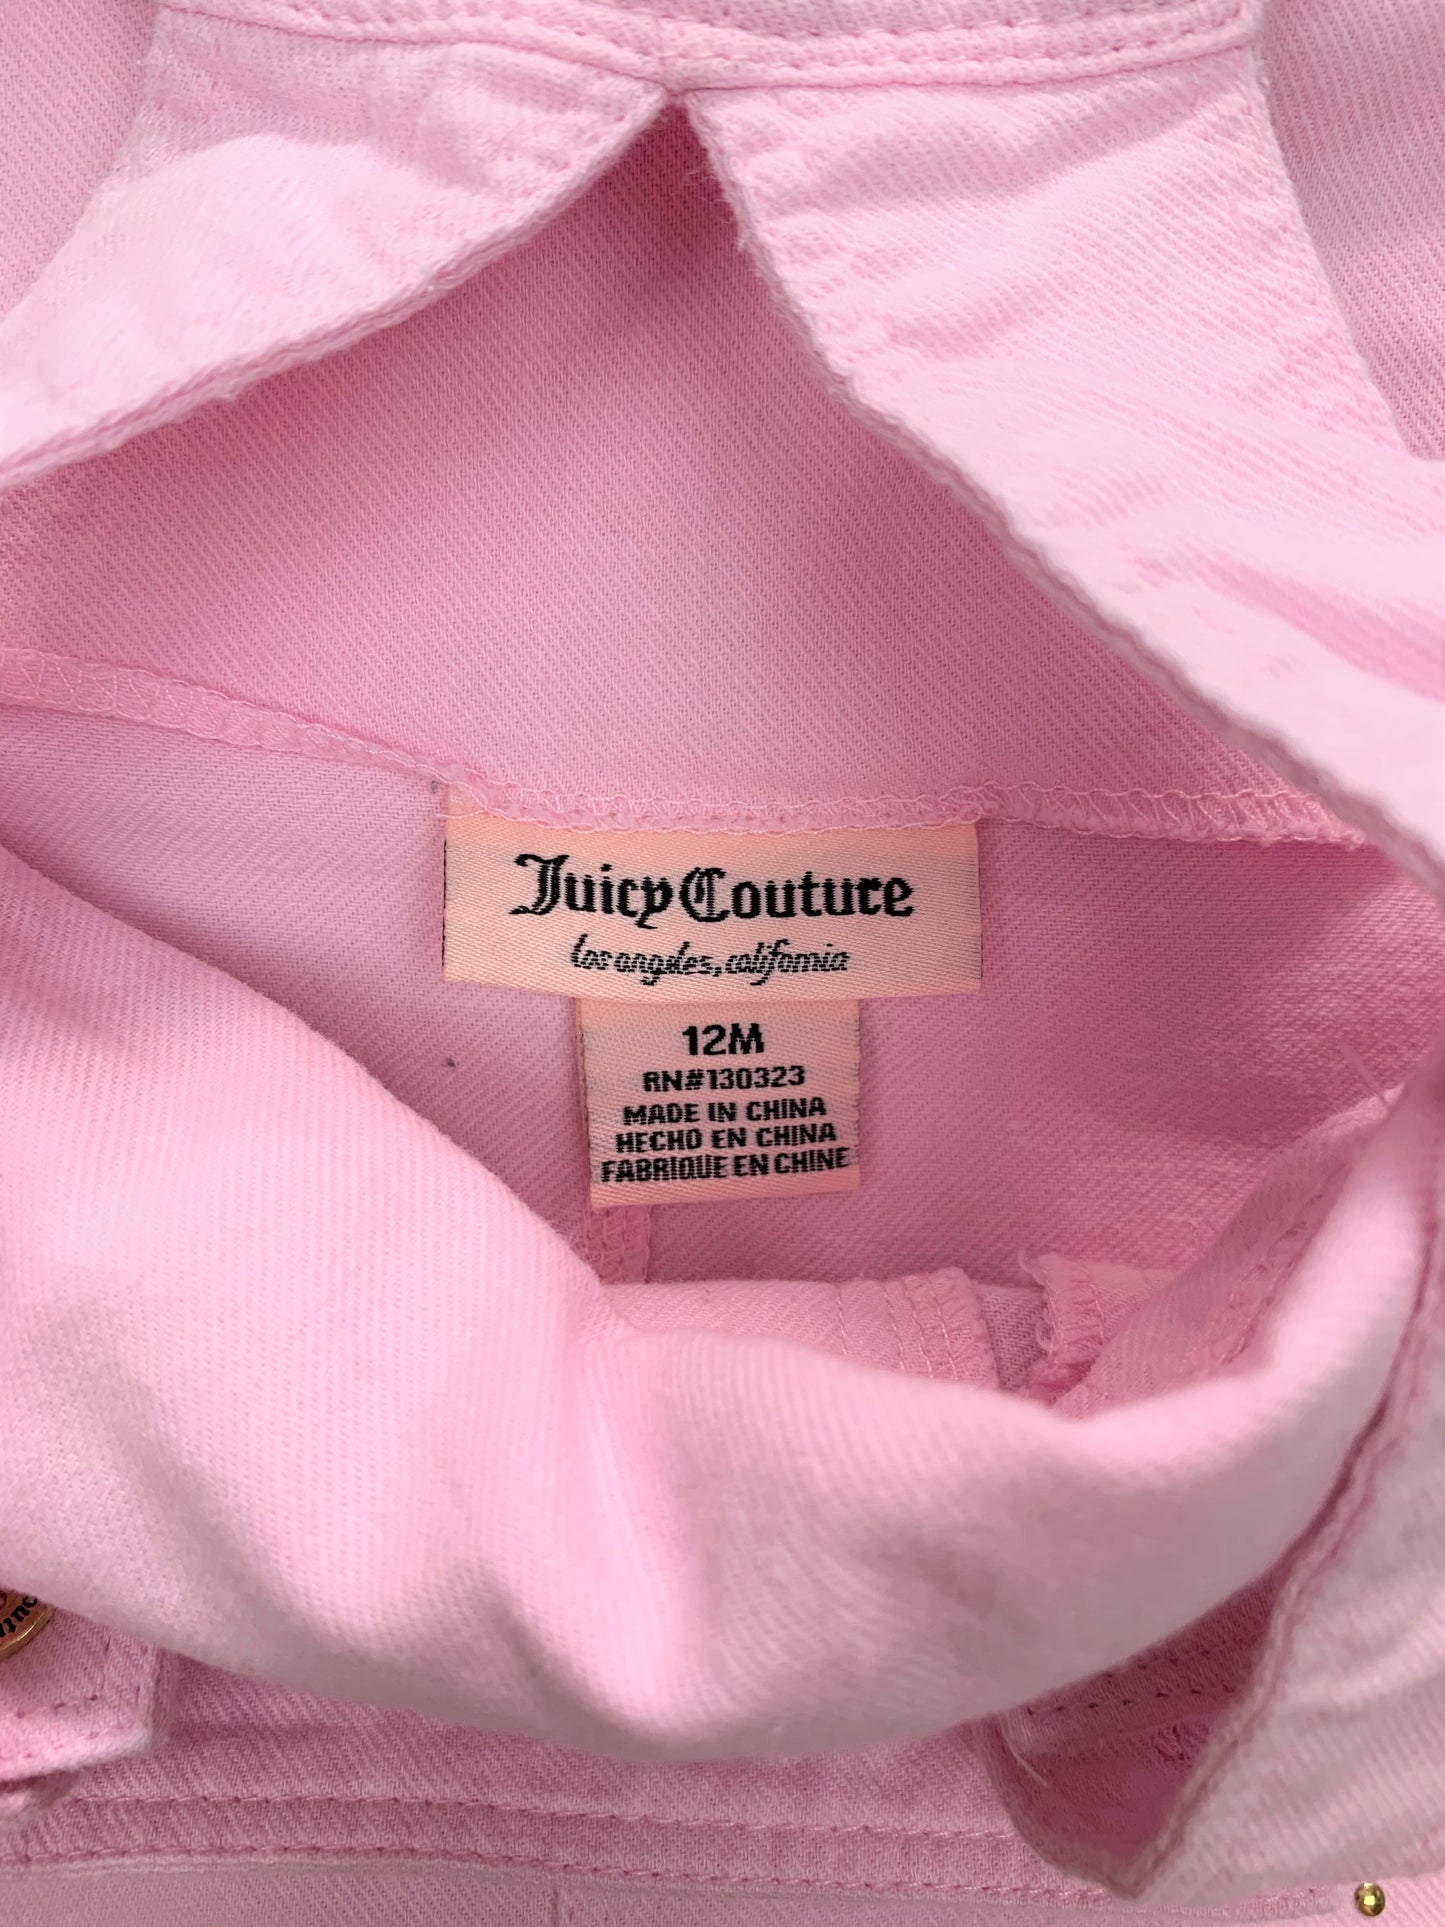 Juicy Couture
los angeles, california
12M
RN#130323
MADE IN CHINA
HECHO EN CHINA
FABRIQUE EN CHINE